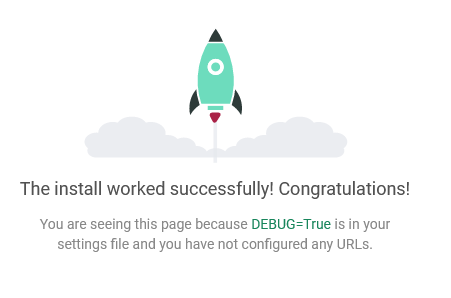 The install worked successfully! Congratulations!
You are seeing this page because DEBUG=True is in your
settings file and you have not configured any URLs.